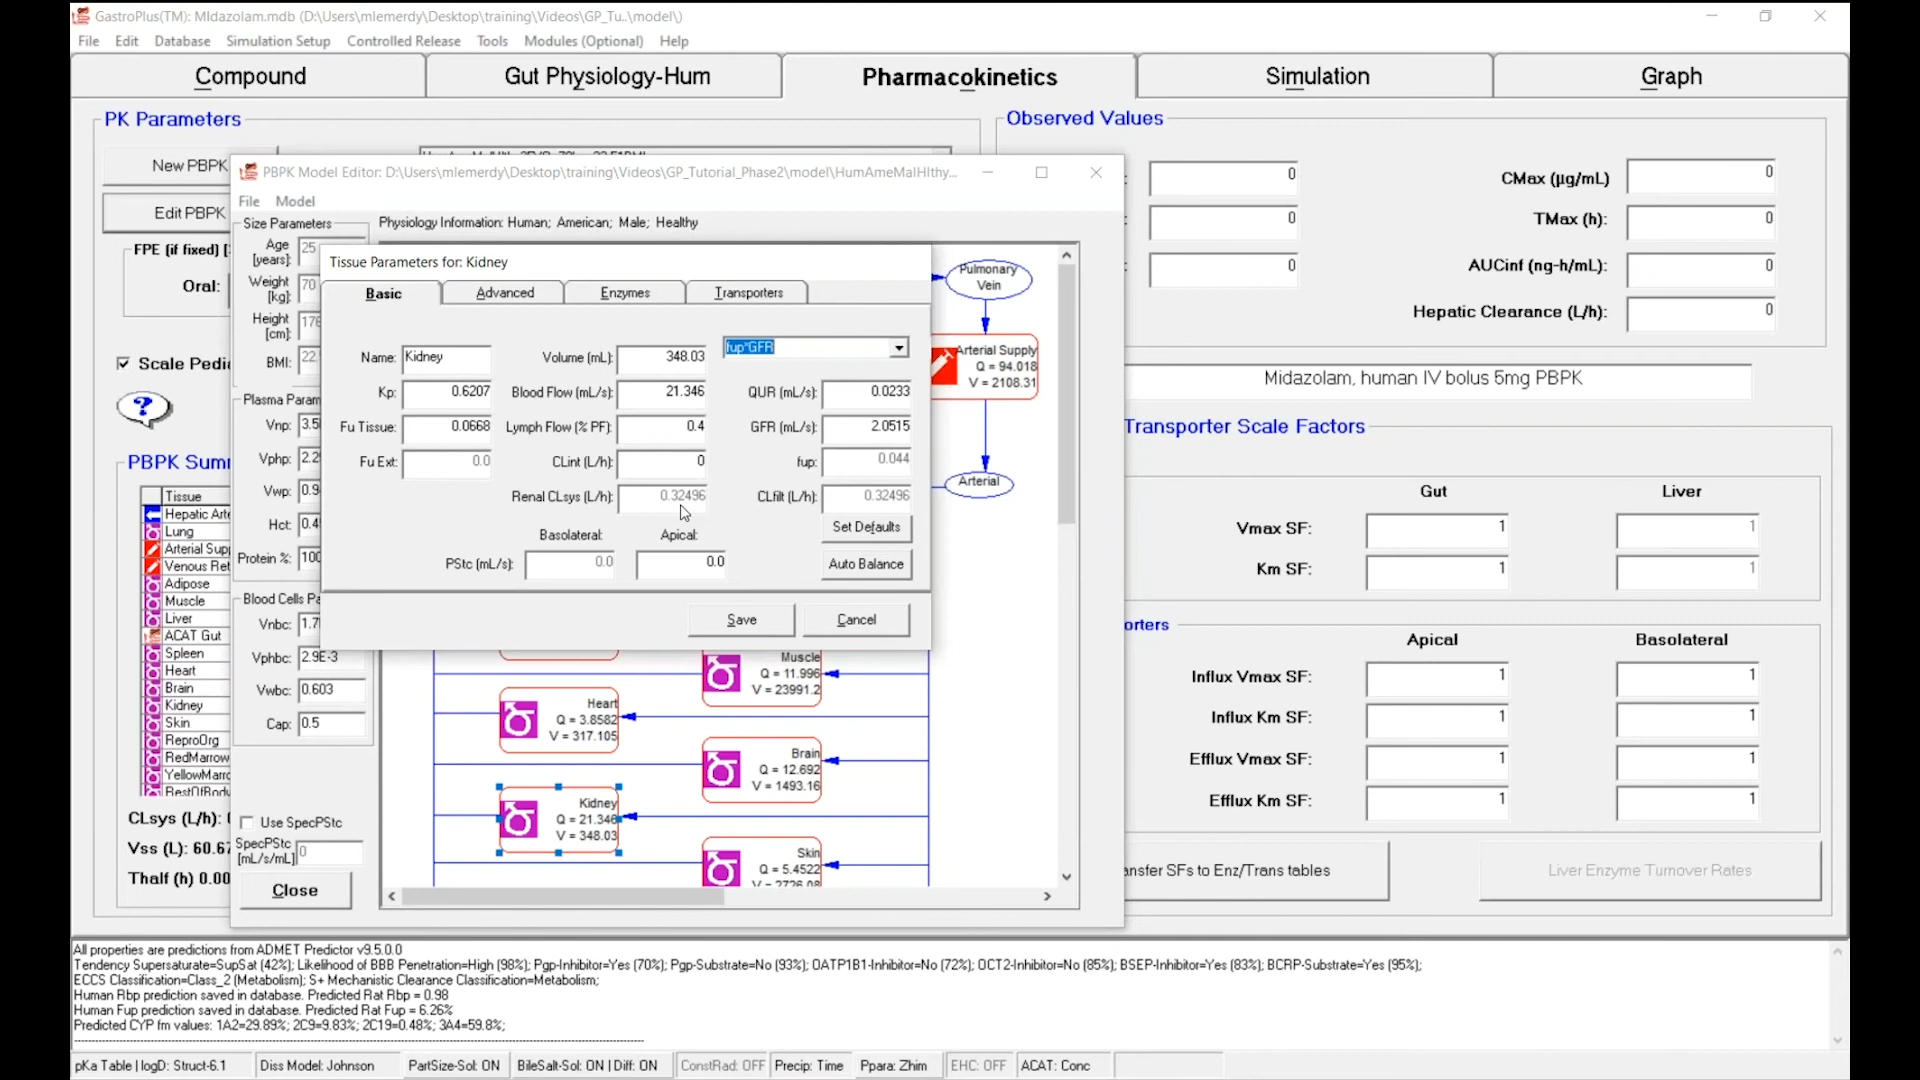 GastroPlus(TM): MIdazolam.mdb (D:\Users\mlemerdy\Desktop\training\Videos\GP_Tu..\model\)
File Edit Database Simulation Setup Controlled Release Tools Modules (Optional) Help
Compound Gut Physiology-Hum Pharmacokinetics Simulation Graph
PK Parameters
New PBPK
Edit PBPK
FPE (if fixed)
Oral:
Scale Pedi
PBPK Summ
Tissue
Hepatic Arte
Lung
Arterial Supp
Venous Ret
Adipose
Muscle
Liver
ACAT Gut
Spleen
Heart
Brain
Kidney
Skin
ReproOrg
RedMarrow
YellowMarro
RestOfBody
CLsys (L/h):
Vss (L): 60.67
Thalf (h) 0.00
PBPK Model Editor: D:\Users\mlemerdy\Desktop\training\Videos\GP_Tutorial_Phase2\model\HumAmeMalHlthy...
File Model
Size Parameters
Physiology Information: Human; American; Male; Healthy
Age [years]: 25
Weight [kg]: 70
Height [cm]: 176
BMI: 22.
Plasma Param
Vnp: 3.5
Vphp: 2.2
Vwp: 0.9
Hct: 0.4
Protein %: 100
Blood Cells Pa
Vnbc: 1.7
Vphbc: 2.9E-3
Vwbc: 0.603
Cap: 0.5
Use SpecPStc
SpecPStc [mL/s/mL] 0
Close
Tissue Parameters for: Kidney
Basic Advanced Enzymes Transporters
Name: Kidney Volume (mL): 348.03 fup*GFR
Kp: 0.6207 Blood Flow (mL/s): 21.346 QUR (mL/s): 0.0233
Fu Tissue: 0.0668 Lymph Flow (% PF): 0.4 GFR (mL/s): 2.0515
Fu Ext: 0.0 CLint (L/h): 0 fup: 0.044
Renal CLsys (L/h): 0.32496 CLfilt (L/h): 0.32496
Basolateral: Apical: Set Defaults
PStc (mL/s): 0.0 0.0 Auto Balance
Save Cancel
Pulmonary
Vein
Arterial Supply
Q = 94.018
V = 2108.31
Arterial
Muscle
Q = 11.996
V = 23991.2
Heart
Q = 3.8582
V = 317.105
Brain
Q = 12.692
V = 1493.16
Kidney
Q = 21.346
V = 348.03
Skin
Q = 5.4522
V = 2726.08
Observed Values
0 CMax (µg/mL) 0
0 TMax (h): 0
0 AUCinf (ng-h/mL): 0
Hepatic Clearance (L/h): 0
Midazolam, human IV bolus 5mg PBPK
Transporter Scale Factors
Gut Liver
Vmax SF: 1 1
Km SF: 1 1
orters
Apical Basolateral
Influx Vmax SF: 1 1
Influx Km SF: 1 1
Efflux Vmax SF: 1 1
Efflux Km SF: 1 1
ansfer SFs to Enz/Trans tables Liver Enzyme Turnover Rates
All properties are predictions from ADMET Predictor v9.5.0.0
Tendency Supersaturate=SupSat (42%); Likelihood of BBB Penetration=High (98%); Pgp-Inhibitor=Yes (70%); Pgp-Substrate=No (93%); OATP1B1-Inhibitor=No (72%); OCT2-Inhibitor=No (85%); BSEP-Inhibitor=Yes (83%); BCRP-Substrate=Yes (95%);
ECCS Classification=Class_2 (Metabolism); S+ Mechanistic Clearance Classification=Metabolism;
Human Rbp prediction saved in database. Predicted Rat Rbp = 0.98
Human Fup prediction saved in database. Predicted Rat Fup = 6.26%
Predicted CYP fm values: 1A2=29.89%; 2C9=9.83%; 2C19=0.48%; 3A4=59.8%;
pKa Table | logD: Struct-6.1 Diss Model: Johnson PartSize-Sol: ON BileSalt-Sol: ON | Diff: ON ConstRad: OFF Precip: Time Ppara: Zhim EHC: OFF ACAT: Conc